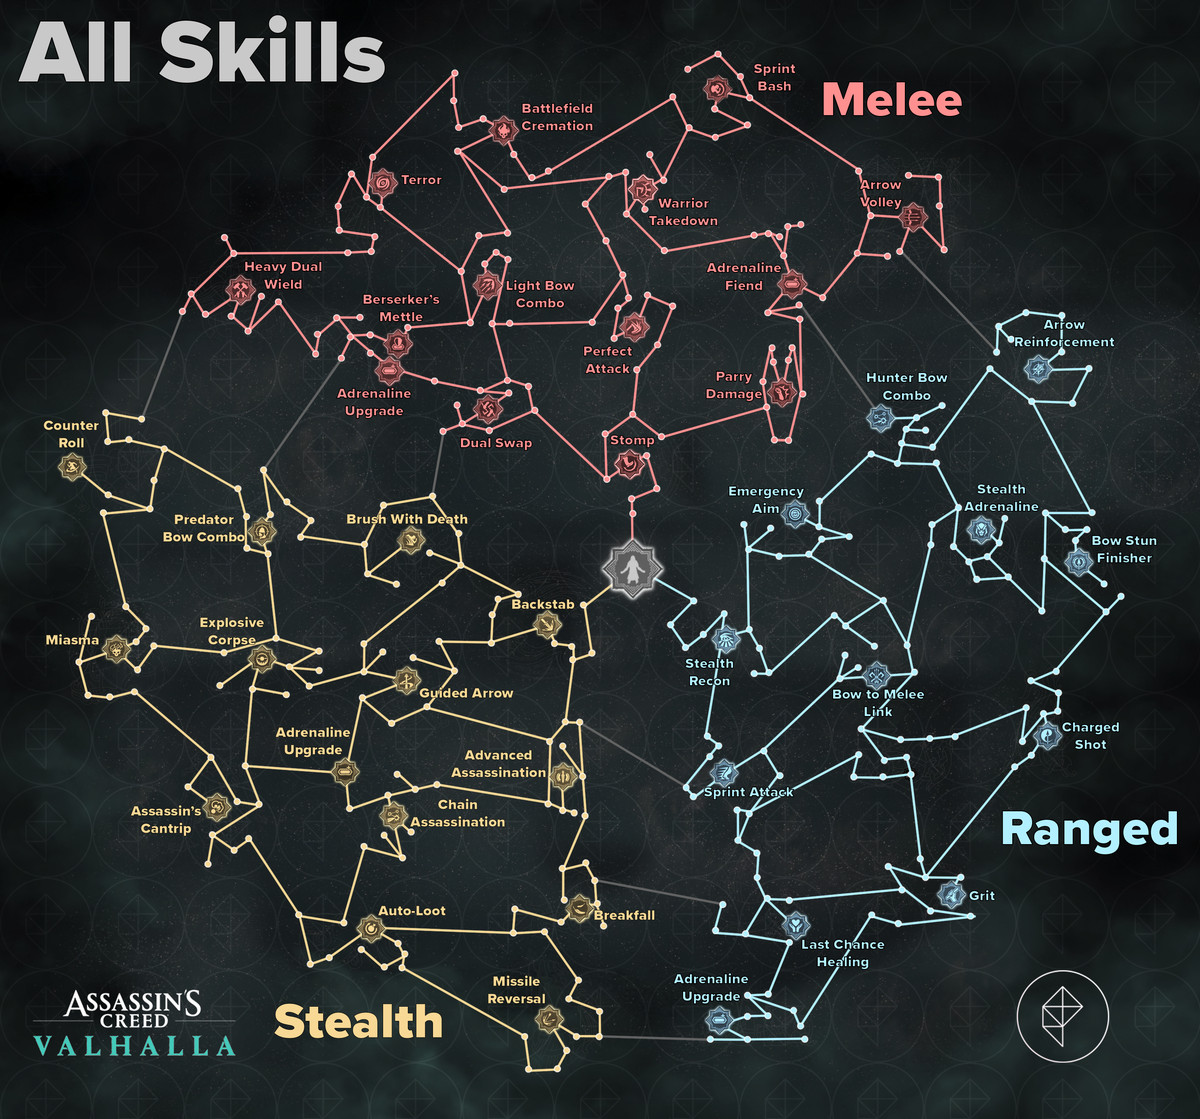 All Skills
Melee
Sprint
Bash
Battlefield
Cremation
Terror
Arrow
Volley
Warrior
Takedown
Heavy Dual
Wield
Adrenaline
Fiend
Light Bow
Combo
Berserker's
Mettle
Perfect
Attack
Parry
Damage
Adrenaline
Upgrade
Dual Swap
Stomp
Arrow
Reinforcement
Hunter Bow
Combo
Counter
Roll
Emergency
Aim
Stealth
Adrenaline
Predator
Bow Combo
Brush With Death
Bow Stun
Finisher
Backstab
Explosive
Corpse
Miasma
Stealth
Recon
Guided Arrow
Bow to Melee
Link
Adrenaline
Upgrade
Charged
Shot
Advanced
Assassination
Sprint Attack
Assassin's
Cantrip
Chain
Assassination
Ranged
Auto-Loot
Breakfall
Grit
Last Chance
Healing
Missile
Reversal
Adrenaline
Upgrade
Stealth
ASSASSIN'S
CREED
VALHALLA